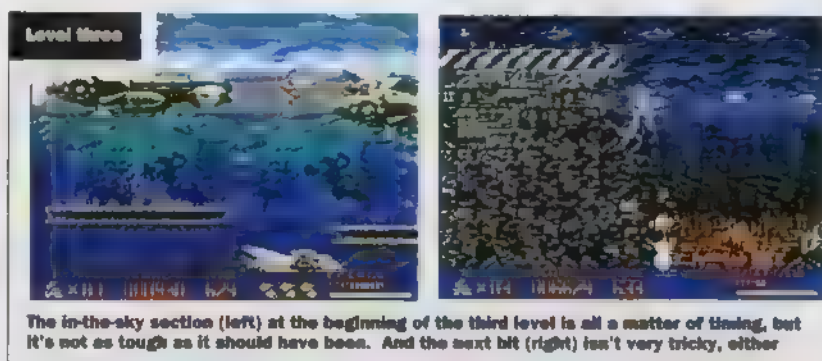 Level three
The in-the-sky section (left) at the beginning of the third level is all a matter of timing, but
it's not as tough as it should have been. And the next bit (right) isn't very tricky, either